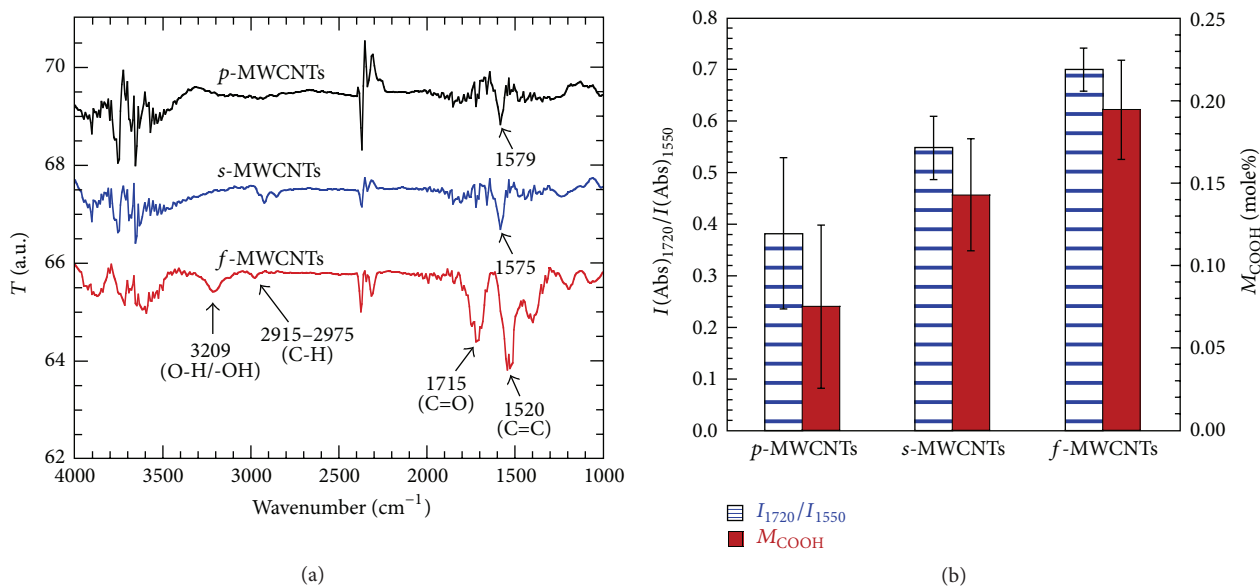 70
68
66
64
62
T (a.u.)
p-MWCNTs
1579
s-MWCNTs
1575
f-MWCNTs
3209
(O-H/-OH)
2915–2975
(C-H)
1715
(C=O)
1520
(C=C)
4000 3500 3000 2500 2000 1500 1000
Wavenumber (cm⁻¹)
(a)
0.8
0.7
0.6
0.5
0.4
0.3
0.2
0.1
0.0
I(Abs)₁₇₂₀/I(Abs)₁₅₅₀
0.25
0.20
0.15
0.10
0.05
0.00
M_COOH (mole%)
p-MWCNTs s-MWCNTs f-MWCNTs
I₁₇₂₀/I₁₅₅₀
M_COOH
(b)